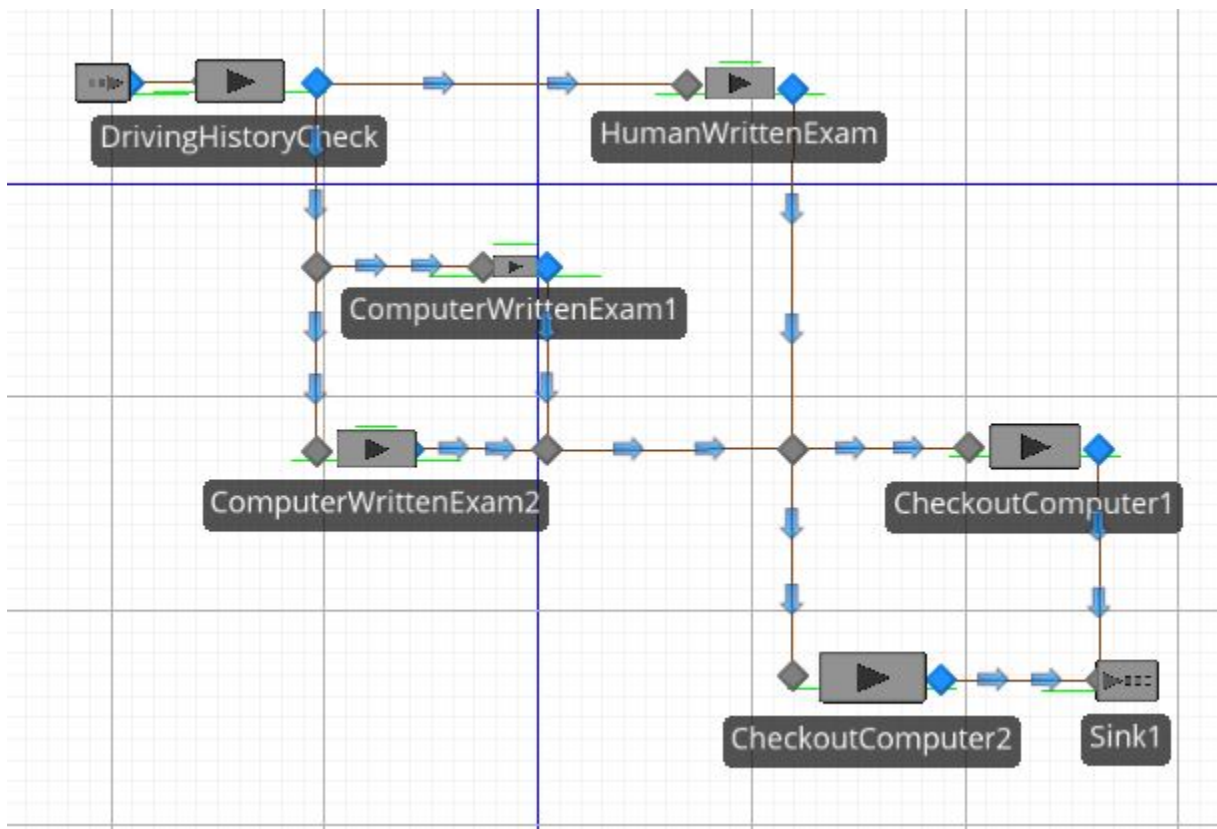 DrivingHistoryCheck
HumanWrittenExam
ComputerWrittenExam1
ComputerWrittenExam2
CheckoutComputer1
CheckoutComputer2
Sink1